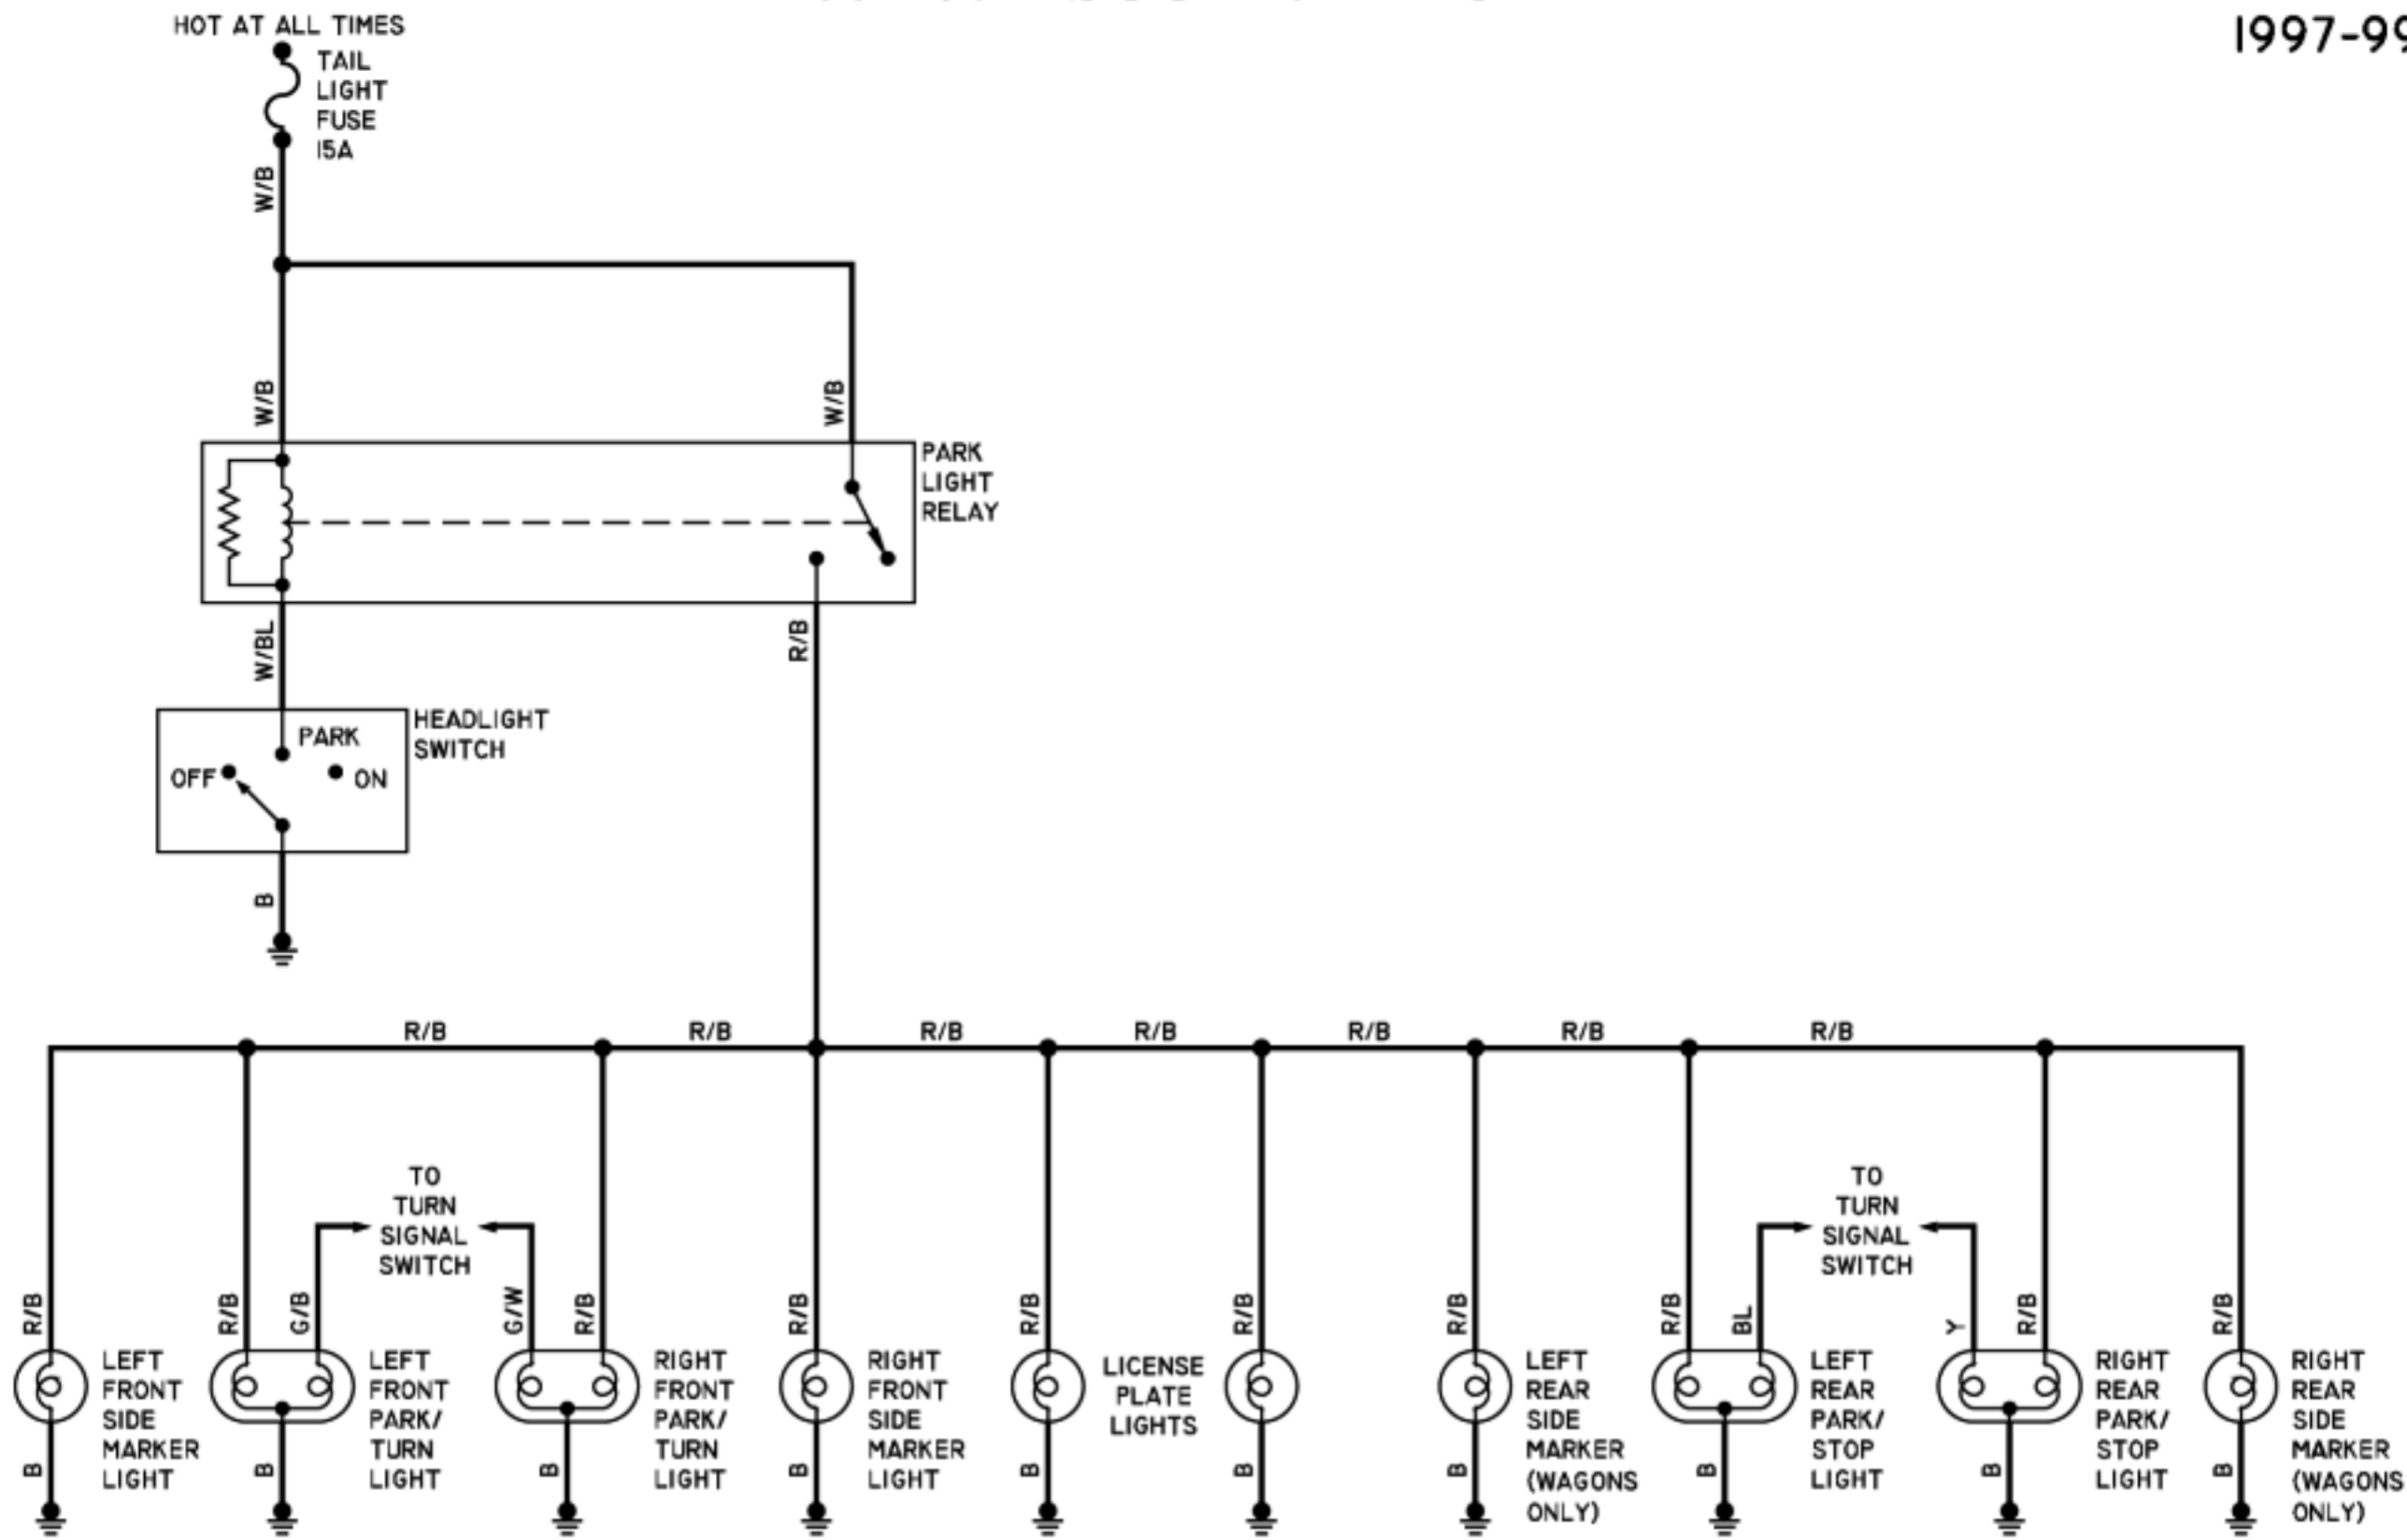 1997-99
HOT AT ALL TIMES
TAIL
LIGHT
FUSE
15A
W/B
W/B
W/B
PARK
LIGHT
RELAY
W/BL
R/B
HEADLIGHT
SWITCH
PARK
OFF
ON
B
R/B
R/B
R/B
R/B
R/B
R/B
R/B
TO
TURN
SIGNAL
SWITCH
TO
TURN
SIGNAL
SWITCH
R/B
R/B
G/B
G/W
R/B
R/B
R/B
R/B
R/B
R/B
BL
Y
R/B
R/B
LEFT
FRONT
SIDE
MARKER
LIGHT
LEFT
FRONT
PARK/
TURN
LIGHT
RIGHT
FRONT
PARK/
TURN
LIGHT
RIGHT
FRONT
SIDE
MARKER
LIGHT
LICENSE
PLATE
LIGHTS
LEFT
REAR
SIDE
MARKER
(WAGONS
ONLY)
LEFT
REAR
PARK/
STOP
LIGHT
RIGHT
REAR
PARK/
STOP
LIGHT
RIGHT
REAR
SIDE
MARKER
(WAGONS
ONLY)
B
B
B
B
B
B
B
B
B
B